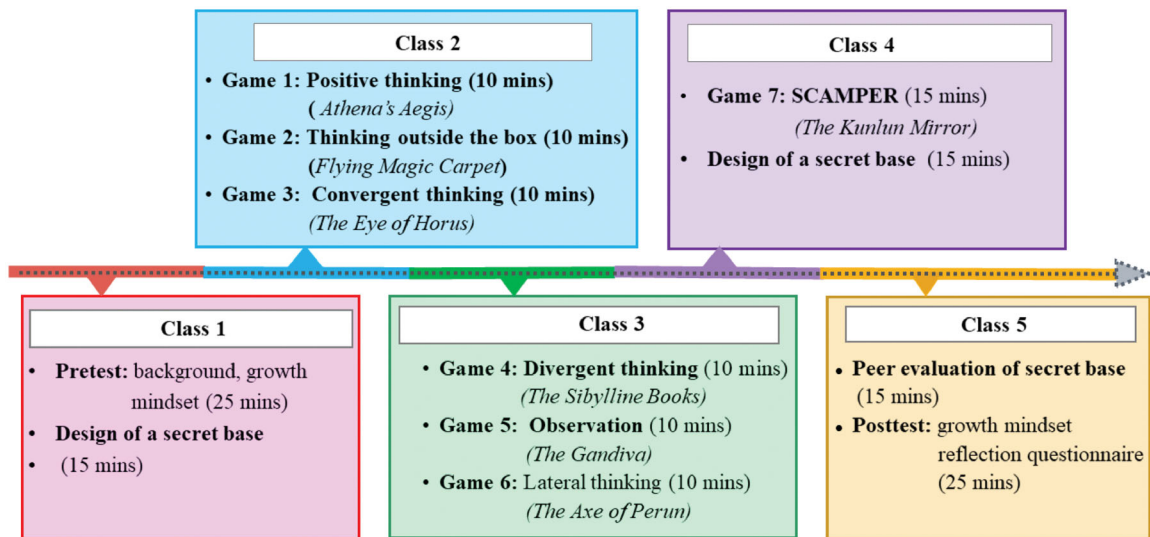 Class 2
• Game 1: Positive thinking (10 mins)
( Athena's Aegis)
• Game 2: Thinking outside the box (10 mins)
(Flying Magic Carpet)
• Game 3: Convergent thinking (10 mins)
(The Eye of Horus)
Class 4
• Game 7: SCAMPER (15 mins)
(The Kunlun Mirror)
• Design of a secret base (15 mins)
Class 1
• Pretest: background, growth
mindset (25 mins)
• Design of a secret base
• (15 mins)
Class 3
• Game 4: Divergent thinking (10 mins)
(The Sibylline Books)
• Game 5: Observation (10 mins)
(The Gandiva)
• Game 6: Lateral thinking (10 mins)
(The Axe of Perun)
Class 5
• Peer evaluation of secret base
(15 mins)
• Posttest: growth mindset
reflection questionnaire
(25 mins)